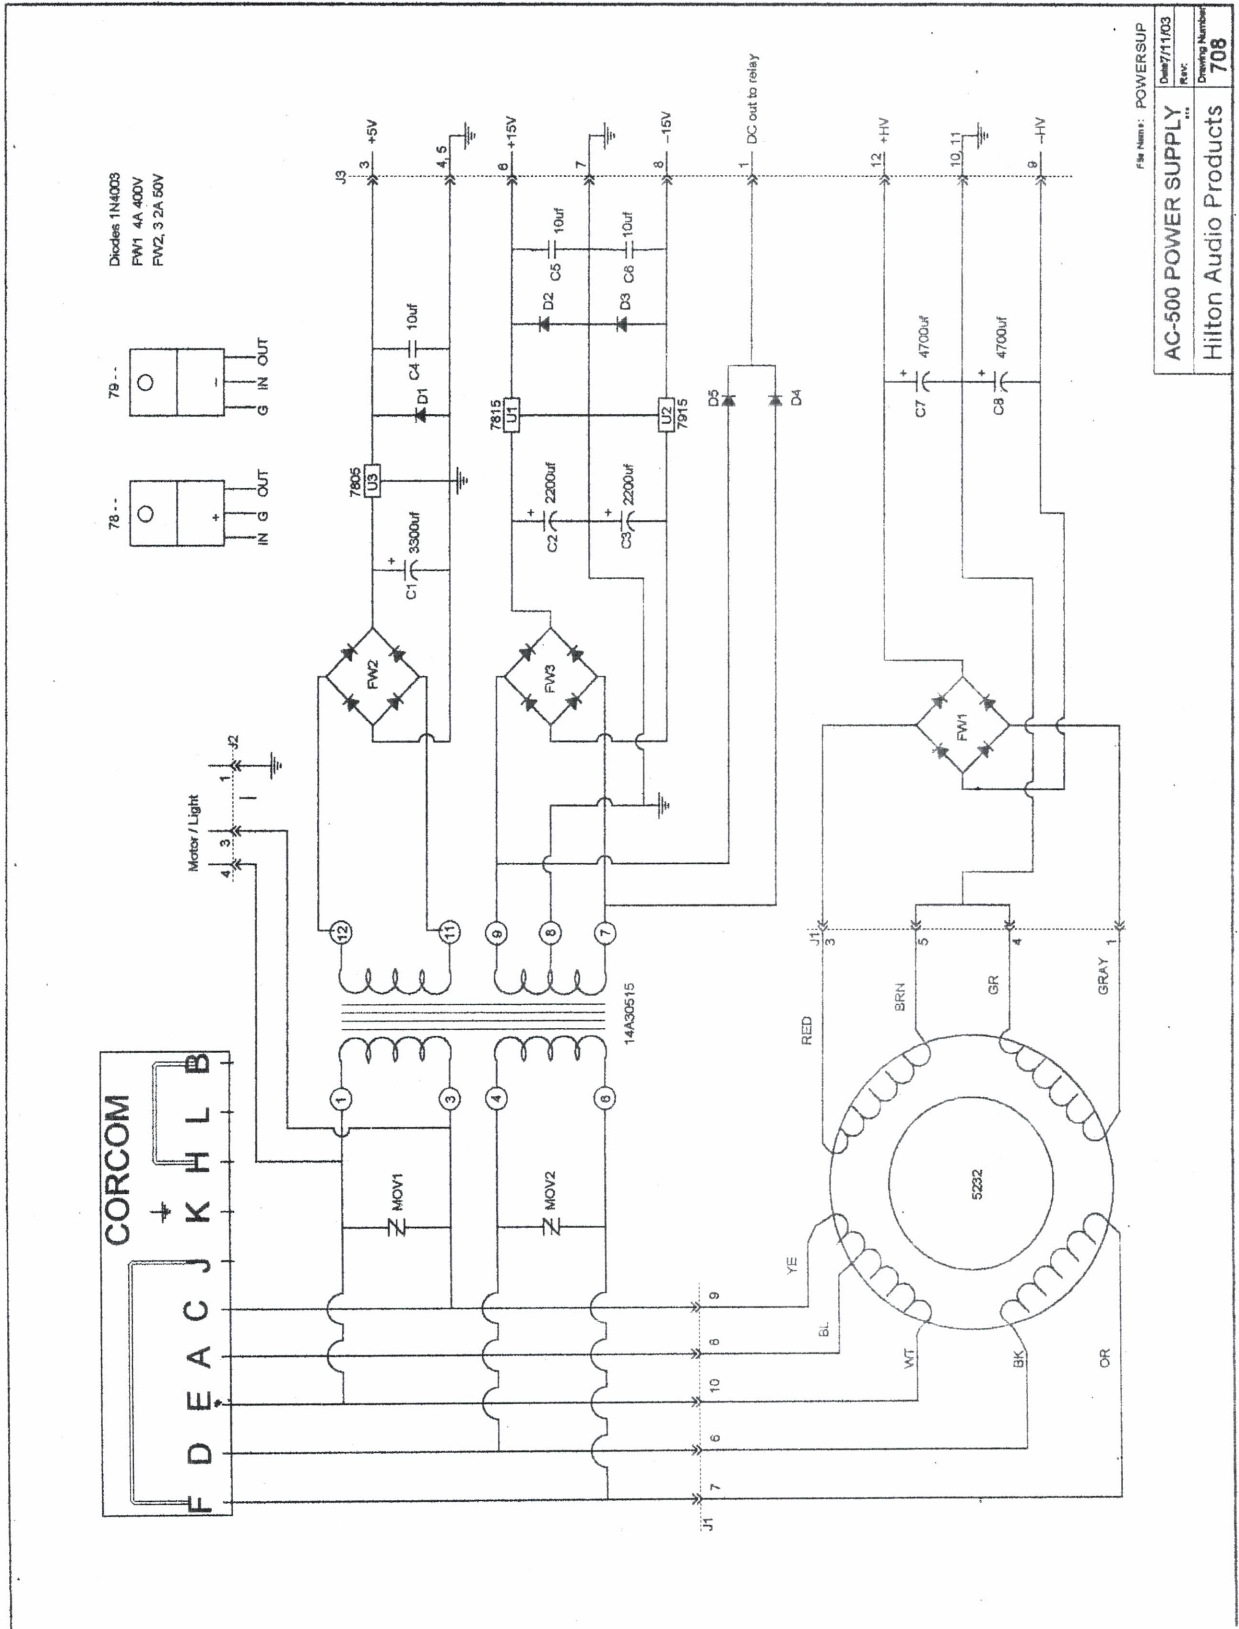 CORCOM
F D E A C J K H L B
Motor / Light
4 3 1 J2
78 - -
IN G OUT
79 - -
G IN OUT
Diodes 1N4003
FW1 4A 400V
FW2, 3 2A 50V
MOV1
MOV2
1
3
4
6
14A30515
12
11
9
8
7
FW2
C1 3300uf
7805
U3
D1
C4 10uf
J3
3 +5V
4, 5
FW3
C2 2200uf
C3 2200uf
7815
U1
U2
7915
D2
D3
C5 10uf
C6 10uf
6 +15V
7
8 –15V
D5
D4
1 DC out to relay
J1
7
6
10
8
9
YE
BL
WT
BK
OR
5232
RED
BRN
GR
GRAY
J1
3
5
4
1
FW1
C7 4700uf
C8 4700uf
12 +HV
10, 11
9 –HV
File Name: POWERSUP
AC-500 POWER SUPPLY
Date 7/11/03
Rev:
Hilton Audio Products
Drawing Number
708